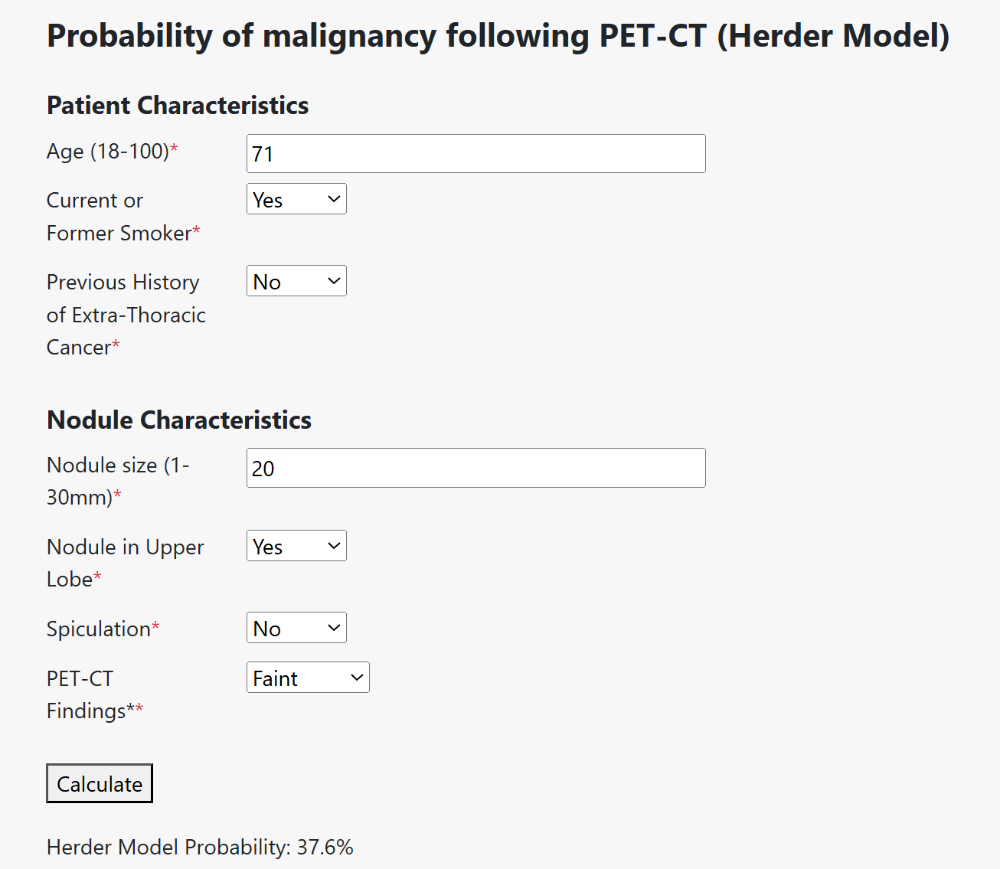 Probability of malignancy following PET-CT (Herder Model)
Patient Characteristics
Age (18-100)*
71
Current or
Former Smoker*
Yes
Previous History
of Extra-Thoracic
Cancer*
No
Nodule Characteristics
Nodule size (1-
30mm)*
20
Nodule in Upper
Lobe*
Yes
Spiculation*
No
PET-CT
Findings**
Faint
Calculate
Herder Model Probability: 37.6%